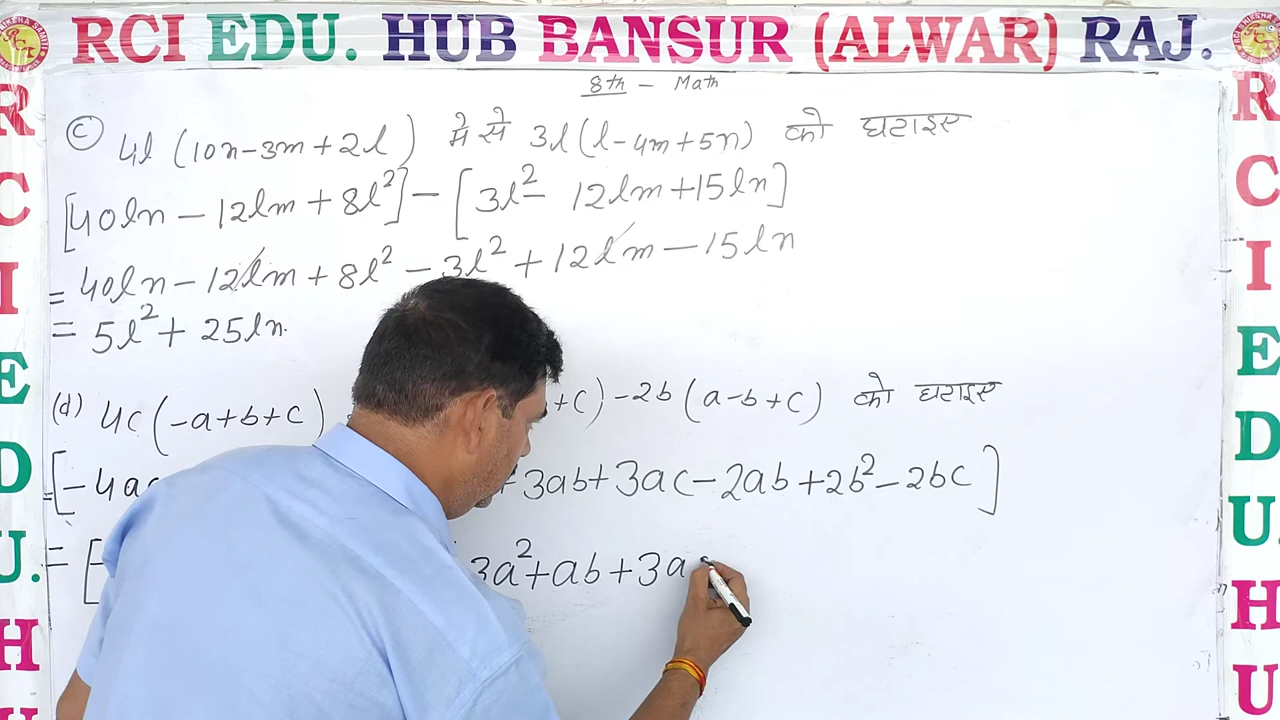 RCI EDU. HUB BANSUR (ALWAR) RAJ.
8th - Math
(c) 4l (10n-3m+2l) में से 3l(l-4m+5n) को घटाइए
[40ln - 12lm + 8l²] - [3l² - 12lm + 15ln]
= 40ln - 12lm + 8l² - 3l² + 12lm - 15ln
= 5l² + 25ln.
(d) 4c(-a+b+c) +c) -2b (a-b+c) को घटाइए
= [-4ac +3ab+3ac-2ab+2b²-2bc]
= [- 3a²+ab+3a
R
C
I
E
D
U.
H
R
C
I
E
D
U.
H
U